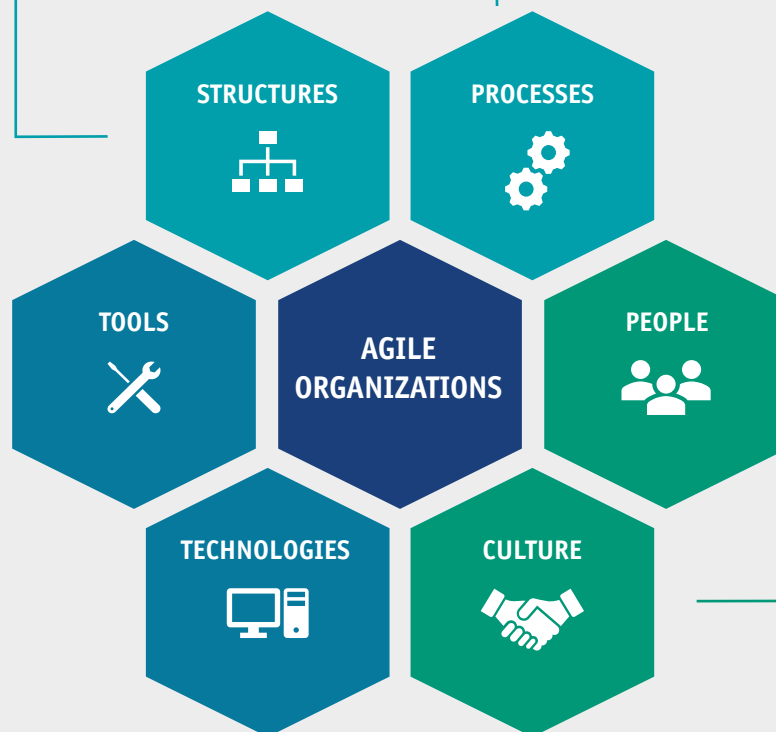 STRUCTURES
PROCESSES
TOOLS
AGILE
ORGANIZATIONS
PEOPLE
TECHNOLOGIES
CULTURE